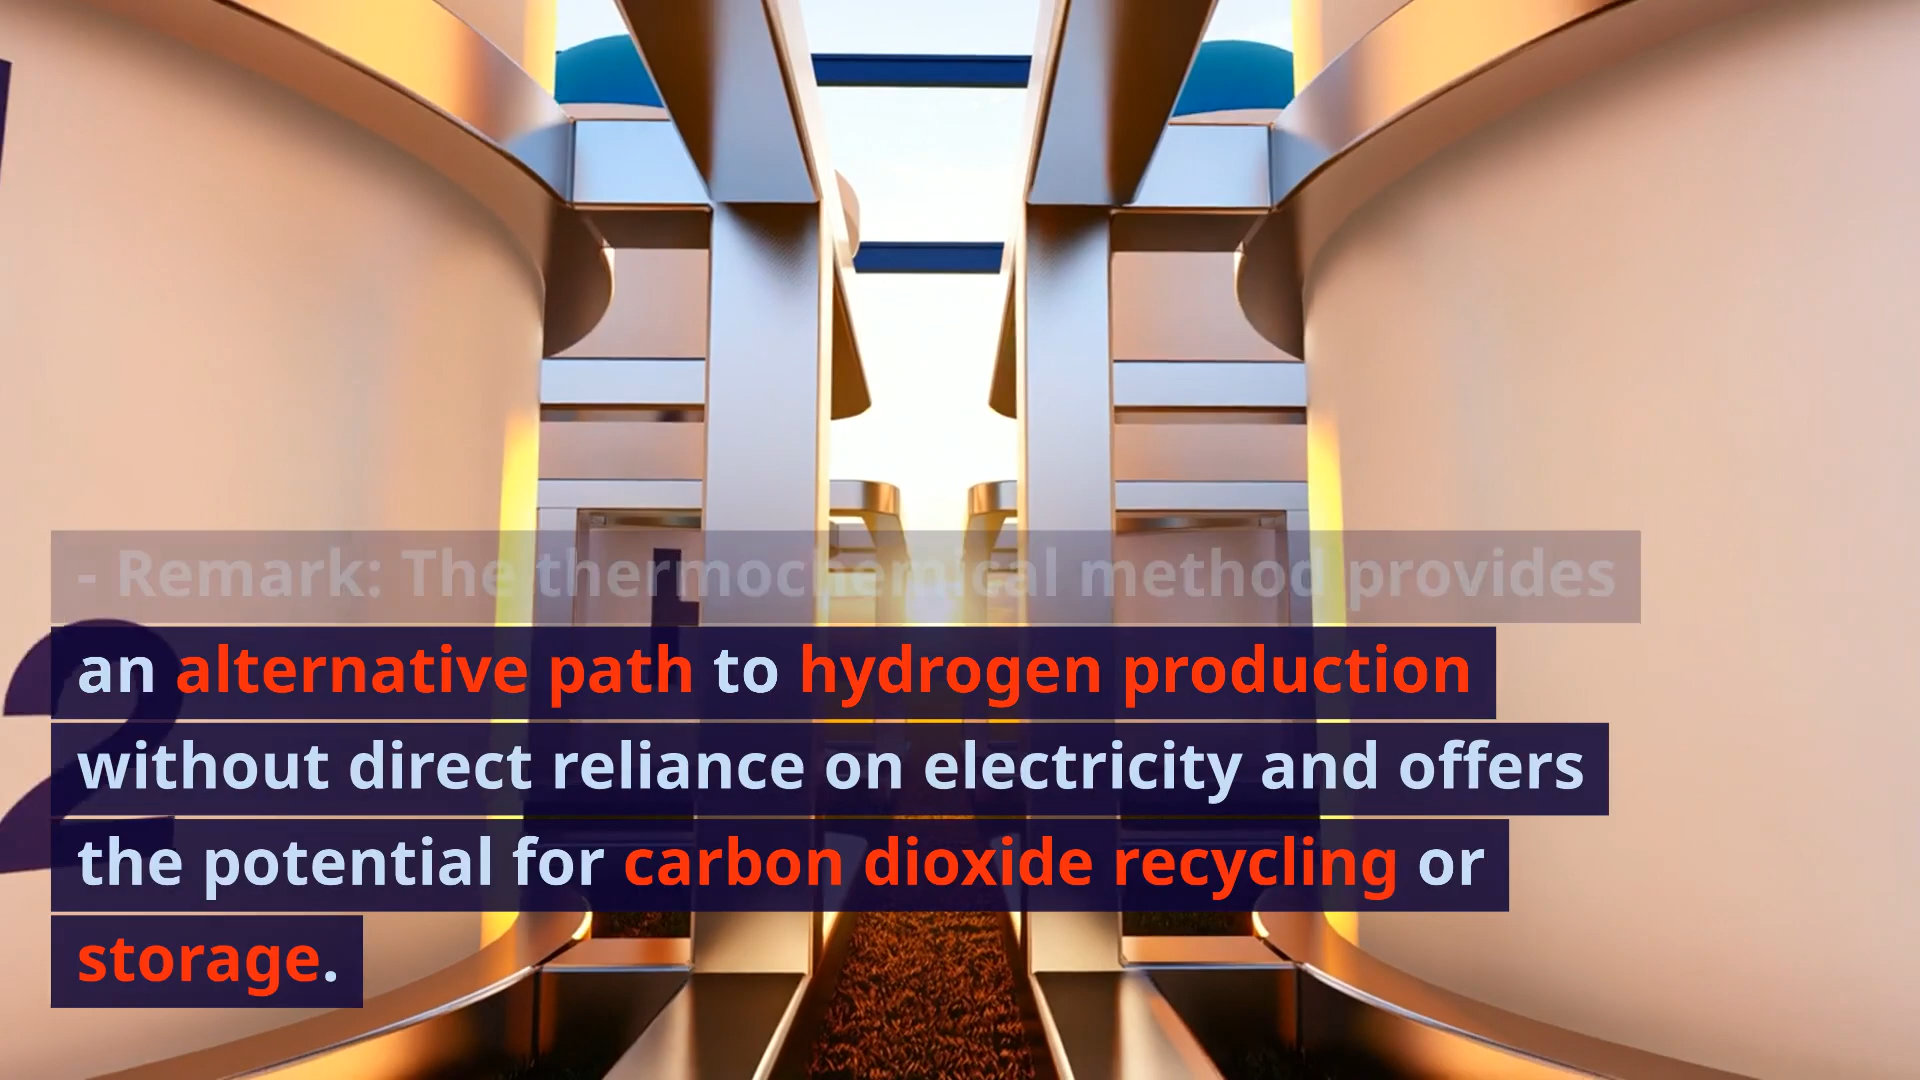 - Remark: The thermochemical method provides
an alternative path to hydrogen production
without direct reliance on electricity and offers
the potential for carbon dioxide recycling or
storage.
2